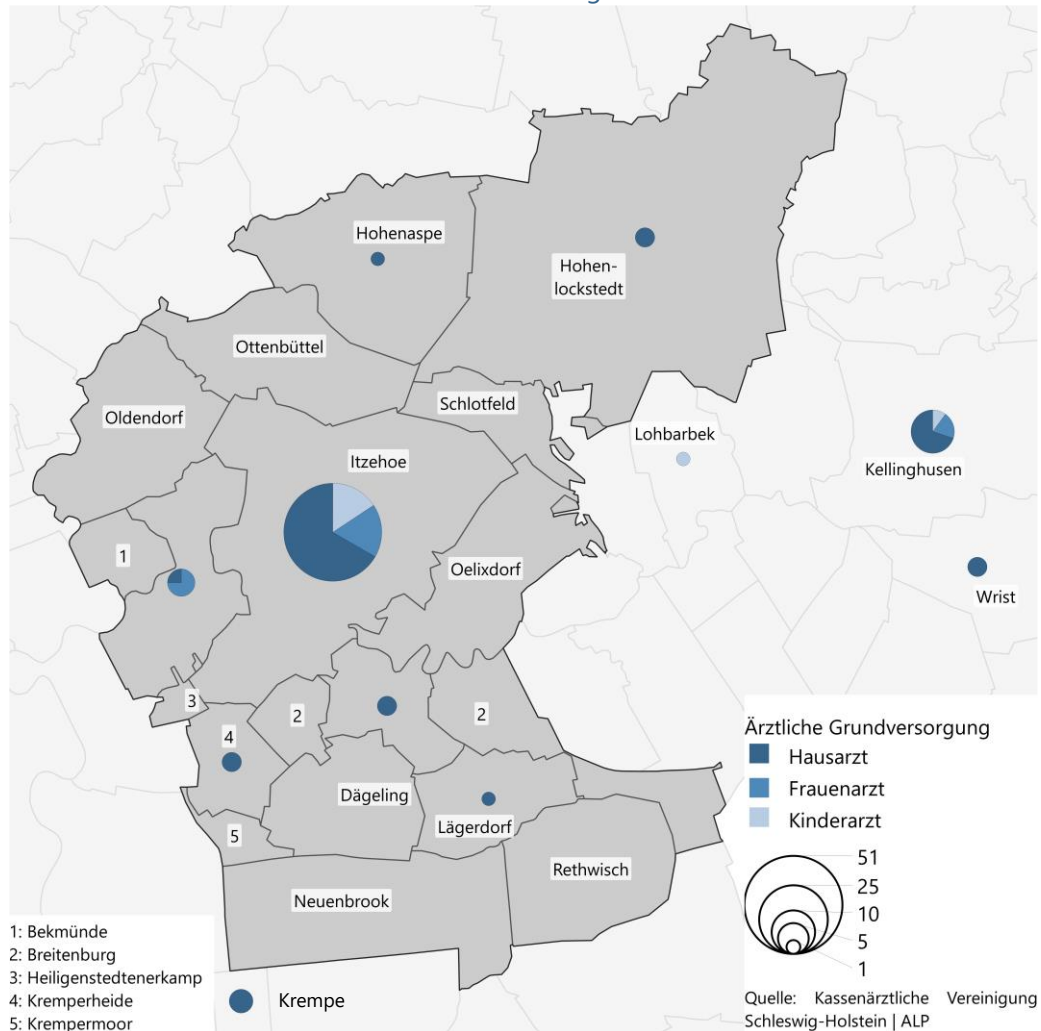 Hohenaspe
Hohen-
lockstedt
Ottenbüttel
Schlotfeld
Oldendorf
Lohbarbek
Itzehoe
Kellinghusen
1
Oelixdorf
Wrist
3
2
2
4
Dägeling
Lägerdorf
5
Rethwisch
Neuenbrook
Ärztliche Grundversorgung
Hausarzt
Frauenarzt
Kinderarzt
51
25
10
5
1
1: Bekmünde
2: Breitenburg
3: Heiligenstedtenerkamp
4: Kremperheide
5: Krempermoor
Krempe
Quelle: Kassenärztliche Vereinigung
Schleswig-Holstein | ALP